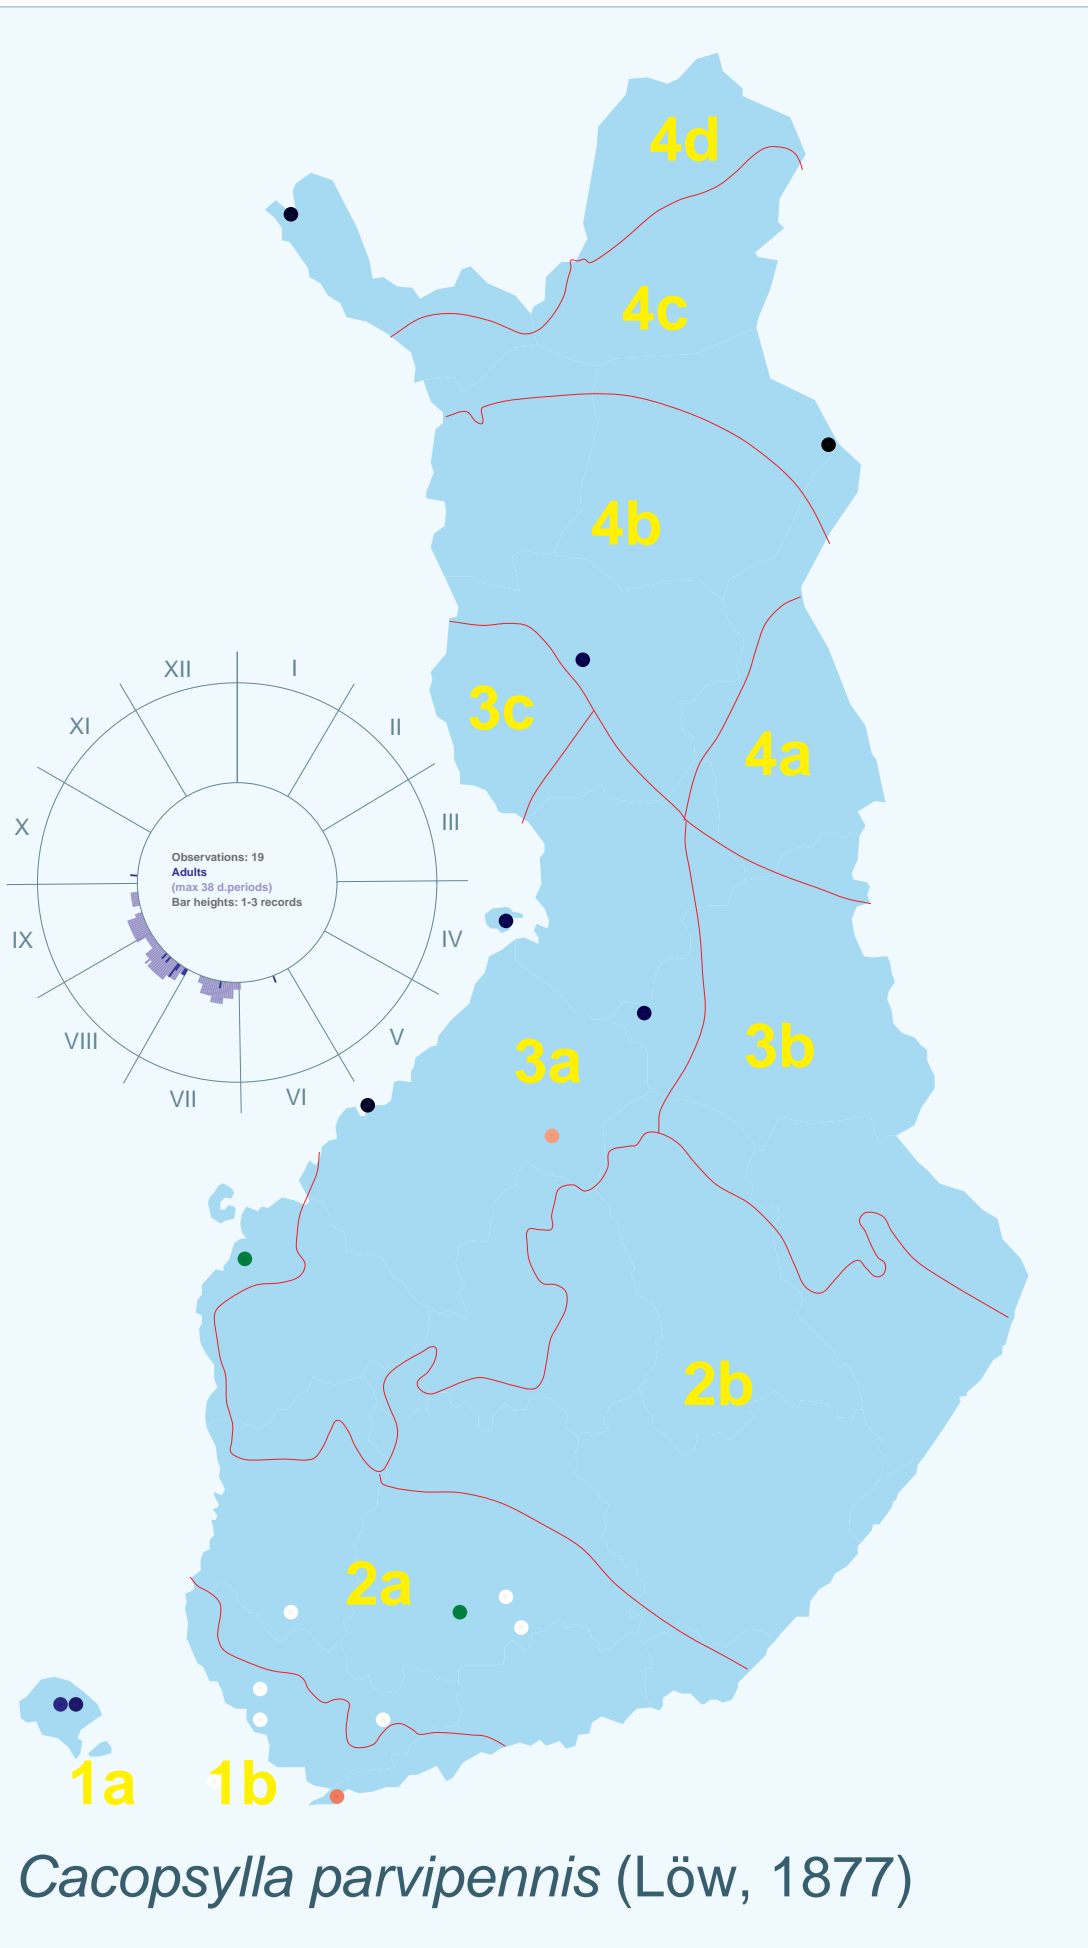 4d
4c
4b
3c
4a
XII
I
XI
II
X
III
Observations: 19
Adults
(max 38 d.periods)
Bar heights: 1-3 records
IX
IV
VIII
V
VII
VI
3a
3b
2b
2a
1a
1b
Cacopsylla parvipennis (Löw, 1877)